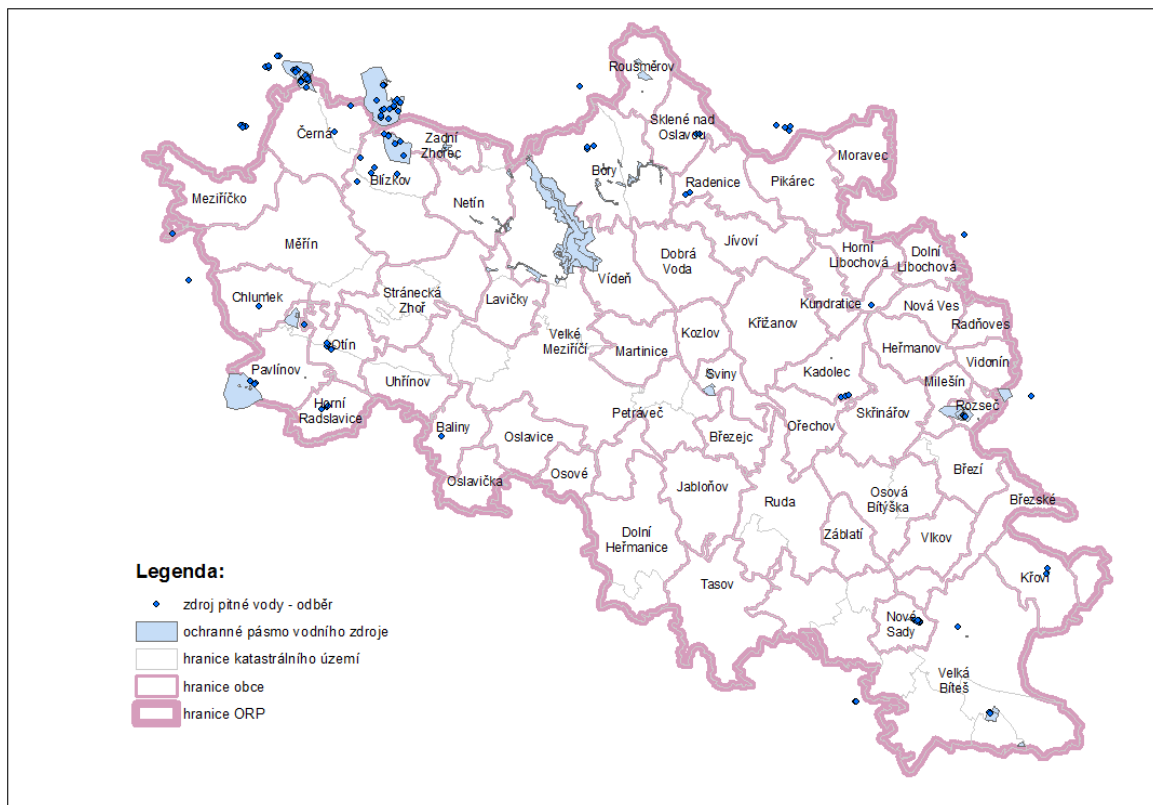 Rousměrov
Sklené nad
Oslavou
Černá
Zadní
Zhořec
Moravec
Meziříčko
Blízkov
Bory
Radenice
Pikárec
Netín
Měřín
Jívoví
Horní
Libochová
Dolní
Libochová
Dobrá
Voda
Vídeň
Chlumek
Stránecká
Zhoř
Lavičky
Kundratice
Nová Ves
Křižanov
Radňoves
Velké
Meziříčí
Kozlov
Otín
Martinice
Heřmanov
Vidonín
Pavlínov
Uhřínov
Sviny
Kadolec
Milešín
Rozseč
Horní
Radslavice
Petráveč
Skřinářov
Baliny
Oslavice
Březejc
Ořechov
Osové
Březí
Oslavička
Jabloňov
Osová
Bítýška
Březské
Ruda
Dolní
Heřmanice
Záblatí
Vlkov
Tasov
Křoví
Nové
Sady
Velká
Bíteš
Legenda:
zdroj pitné vody - odběr
ochranné pásmo vodního zdroje
hranice katastrálního území
hranice obce
hranice ORP